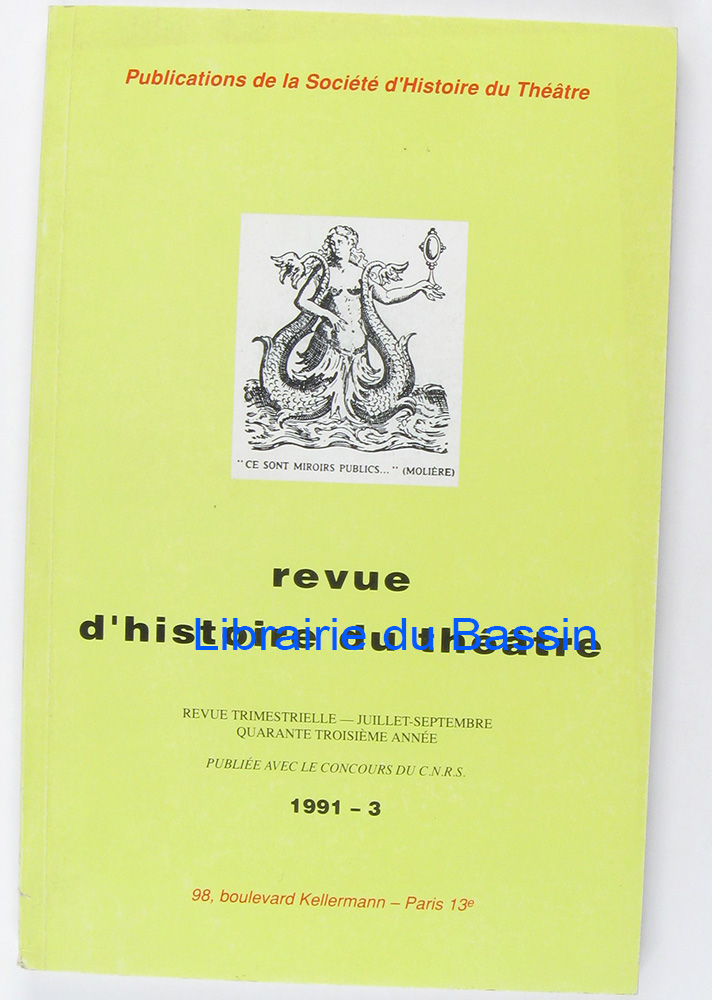 Publications de la Société d'Histoire du Théâtre
"CE SONT MIROIRS PUBLICS..." (MOLIÈRE)
revue
d'histoire du théâtre
Librairie du Bassin
REVUE TRIMESTRIELLE — JUILLET-SEPTEMBRE
QUARANTE TROISIÈME ANNÉE
PUBLIÉE AVEC LE CONCOURS DU C.N.R.S.
1991 – 3
98, boulevard Kellermann – Paris 13e